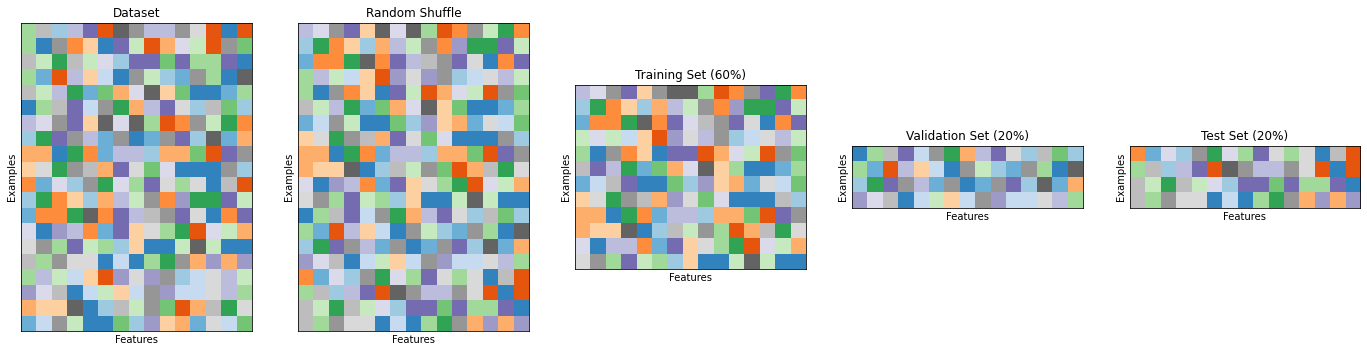 Dataset
Examples
Features
Random Shuffle
Examples
Features
Training Set (60%)
Examples
Features
Validation Set (20%)
Examples
Features
Test Set (20%)
Examples
Features